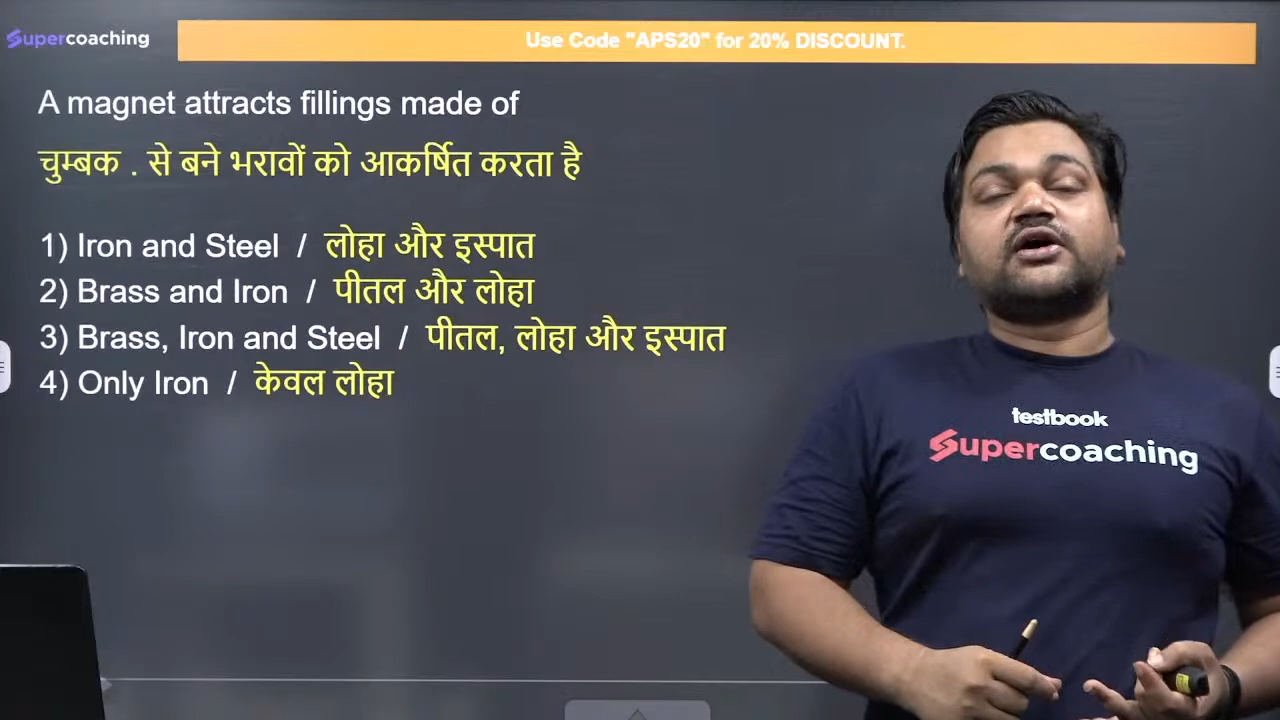 Supercoaching
Use Code "APS20" for 20% DISCOUNT.
A magnet attracts fillings made of
चुम्बक . से बने भरावों को आकर्षित करता है
1) Iron and Steel / लोहा और इस्पात
2) Brass and Iron / पीतल और लोहा
3) Brass, Iron and Steel / पीतल, लोहा और इस्पात
4) Only Iron / केवल लोहा
testbook
Supercoaching